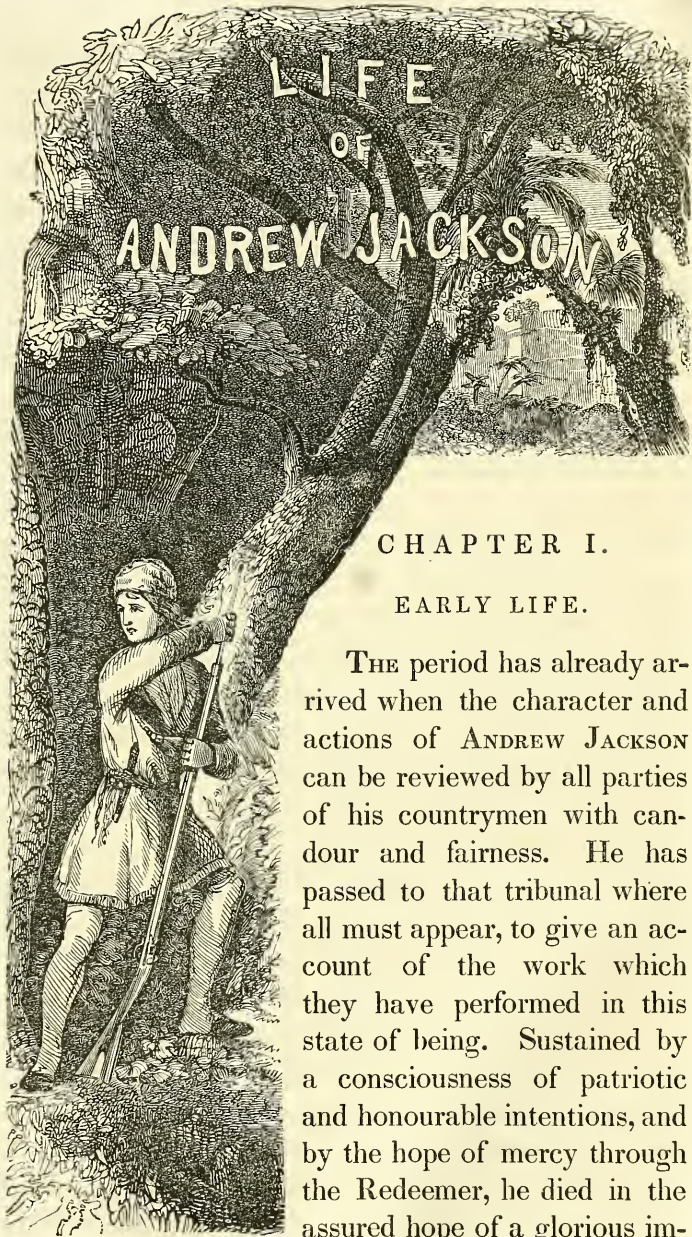 LIFE
OF
ANDREW JACKSON
CHAPTER I.
EARLY LIFE.
THE period has already ar-
rived when the character and
actions of ANDREW JACKSON
can be reviewed by all parties
of his countrymen with can-
dour and fairness. He has
passed to that tribunal where
all must appear, to give an ac-
count of the work which
they have performed in this
state of being. Sustained by
a consciousness of patriotic
and honourable intentions, and
by the hope of mercy through
the Redeemer, he died in the
assured hope of a glorious im-